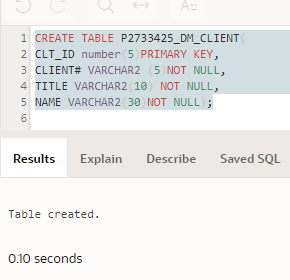 Aa
1 CREATE TABLE P2733425_DM_CLIENT(
2 CLT_ID number(5)PRIMARY KEY,
3 CLIENT# VARCHAR2 (5)NOT NULL,
4 TITLE VARCHAR2(10) NOT NULL,
5 NAME VARCHAR2(30)NOT NULL);
6
Results Explain Describe Saved SQL
Table created.
0.10 seconds